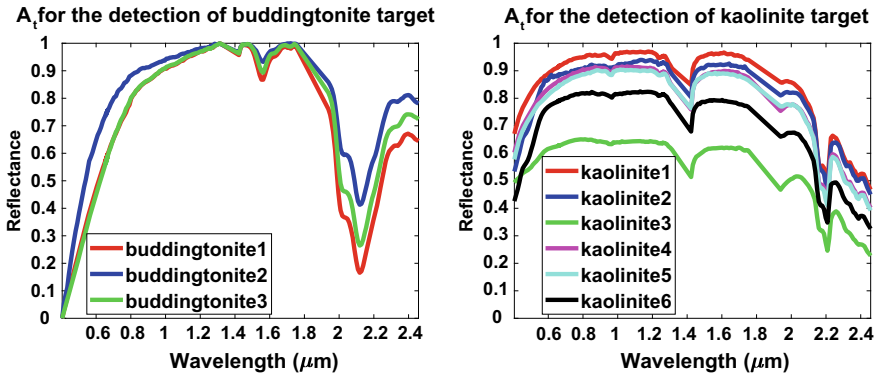 A_t for the detection of buddingtonite target
1
0.9
0.8
0.7
0.6
0.5
0.4
0.3
0.2
0.1
0
Reflectance
buddingtonite1
buddingtonite2
buddingtonite3
0.6 0.8 1 1.2 1.4 1.6 1.8 2 2.2 2.4
Wavelength (μm)
A_t for the detection of kaolinite target
1
0.9
0.8
0.7
0.6
0.5
0.4
0.3
0.2
0.1
0
Reflectance
kaolinite1
kaolinite2
kaolinite3
kaolinite4
kaolinite5
kaolinite6
0.6 0.8 1 1.2 1.4 1.6 1.8 2 2.2 2.4
Wavelength (μm)